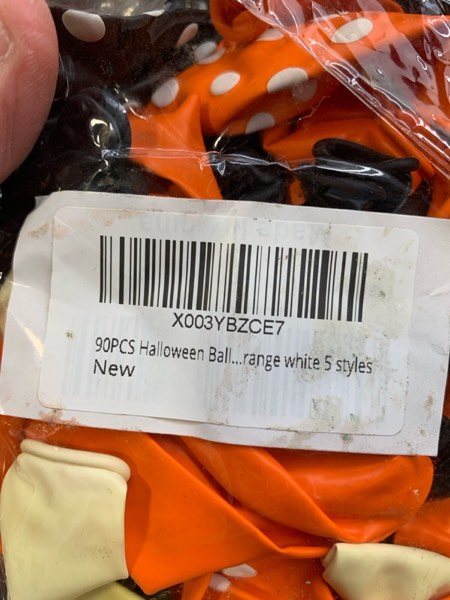 X003YBZCE7
90PCS Halloween Ball...range white 5 styles
New